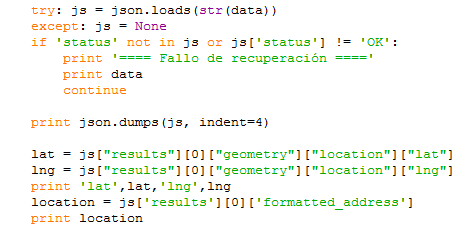 try: js = json.loads(str(data))
except: js = None
if 'status' not in js or js['status'] != 'OK':
    print '==== Fallo de recuperación ===='
    print data
    continue

print json.dumps(js, indent=4)

lat = js["results"][0]["geometry"]["location"]["lat"]
lng = js["results"][0]["geometry"]["location"]["lng"]
print 'lat',lat,'lng',lng
location = js['results'][0]['formatted_address']
print location